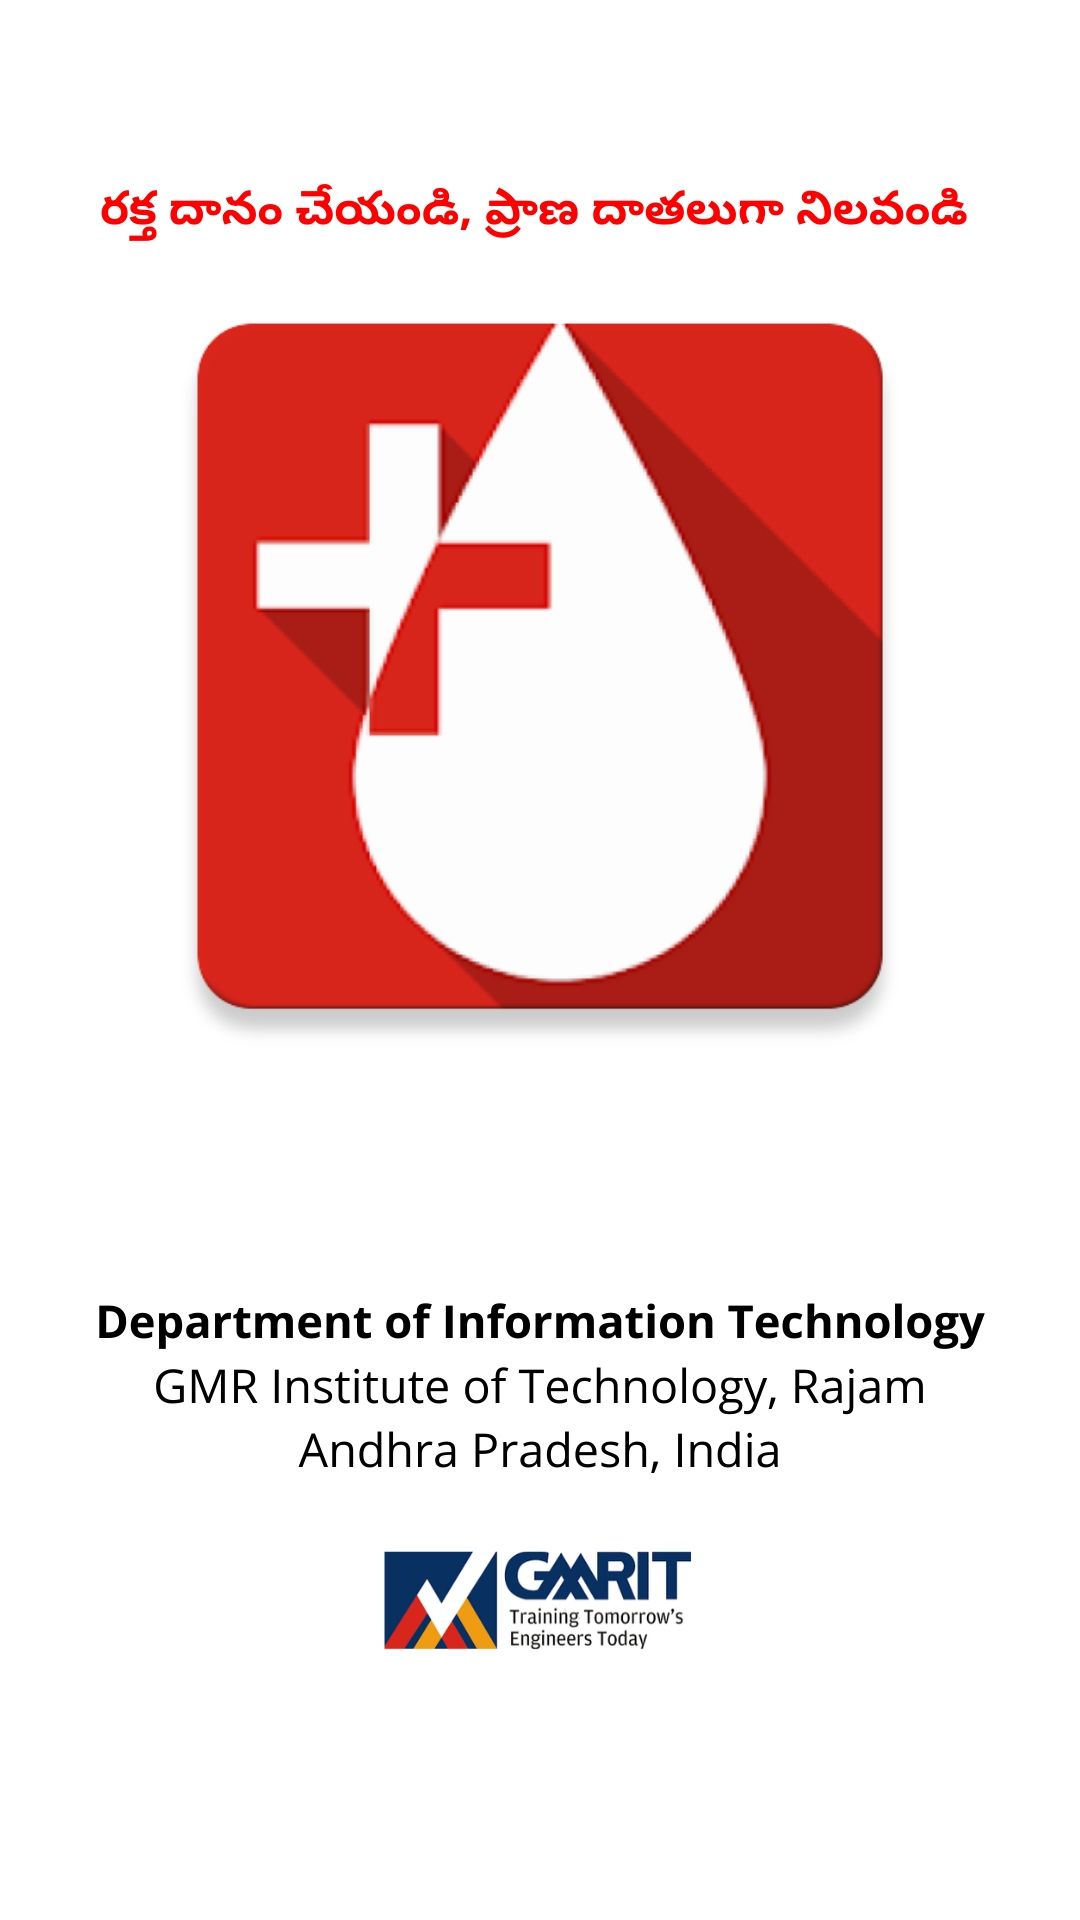 రక్త దానం చేయండి, ప్రాణ దాతలుగా నిలవండి
Department of Information Technology
GMR Institute of Technology, Rajam
Andhra Pradesh, India
GMRIT
Training Tomorrow's
Engineers Today